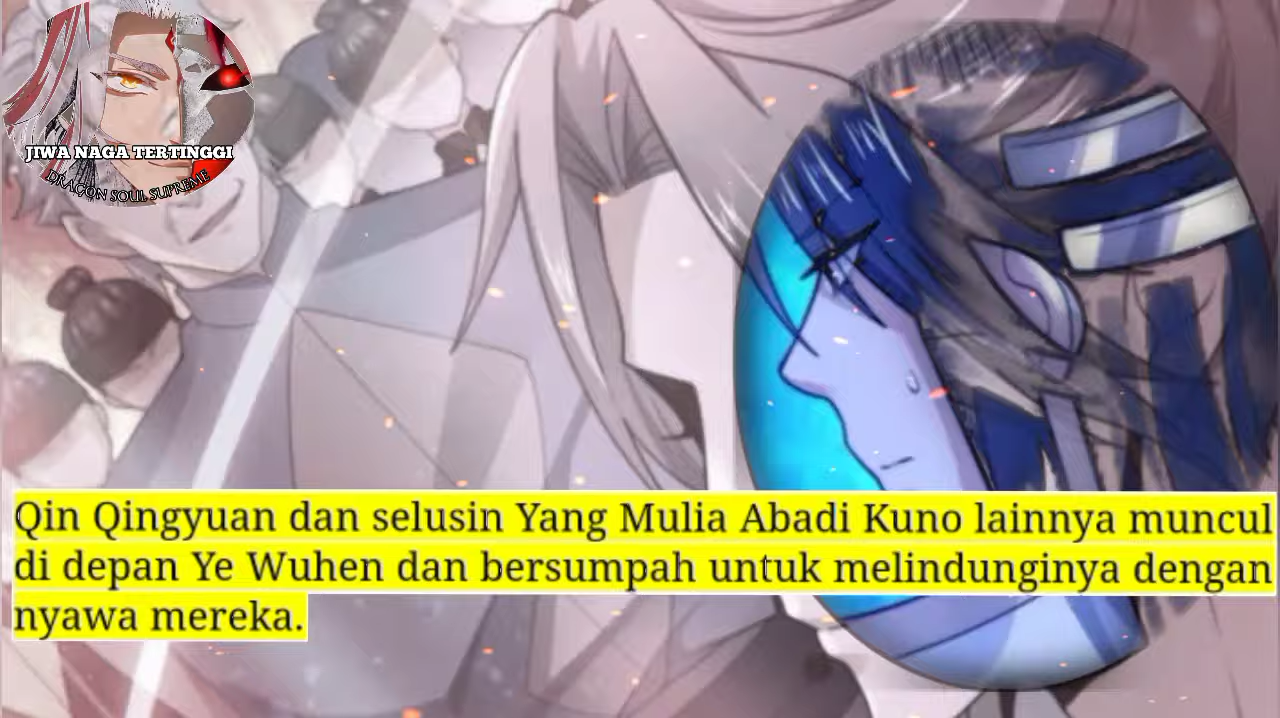 JIWA NAGA TERTINGGI
DRAGON SOUL SUPREME
Qin Qingyuan dan selusin Yang Mulia Abadi Kuno lainnya muncul
di depan Ye Wuhen dan bersumpah untuk melindunginya dengan
nyawa mereka.